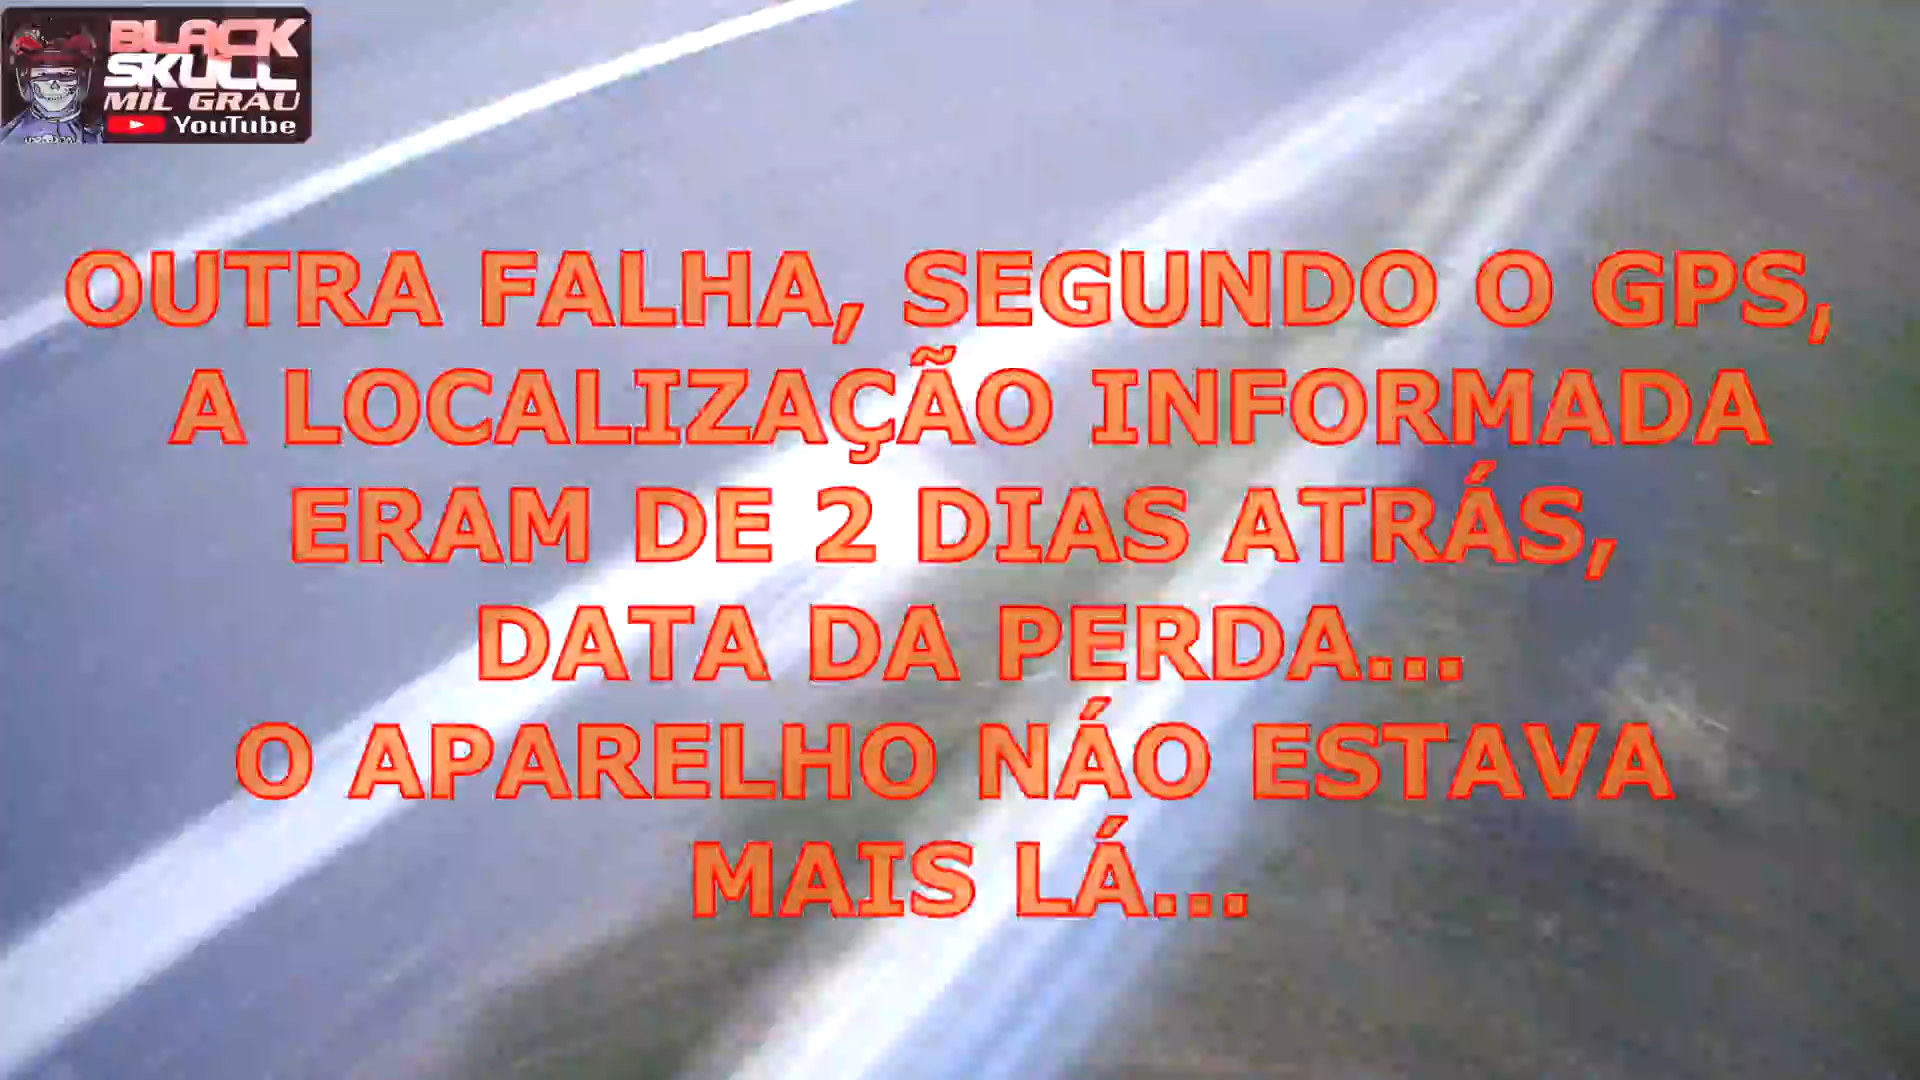 BLACK
SKULL
MIL GRAU
YouTube
OUTRA FALHA, SEGUNDO O GPS,
A LOCALIZAÇÃO INFORMADA
ERAM DE 2 DIAS ATRÁS,
DATA DA PERDA...
O APARELHO NÁO ESTAVA
MAIS LÁ...